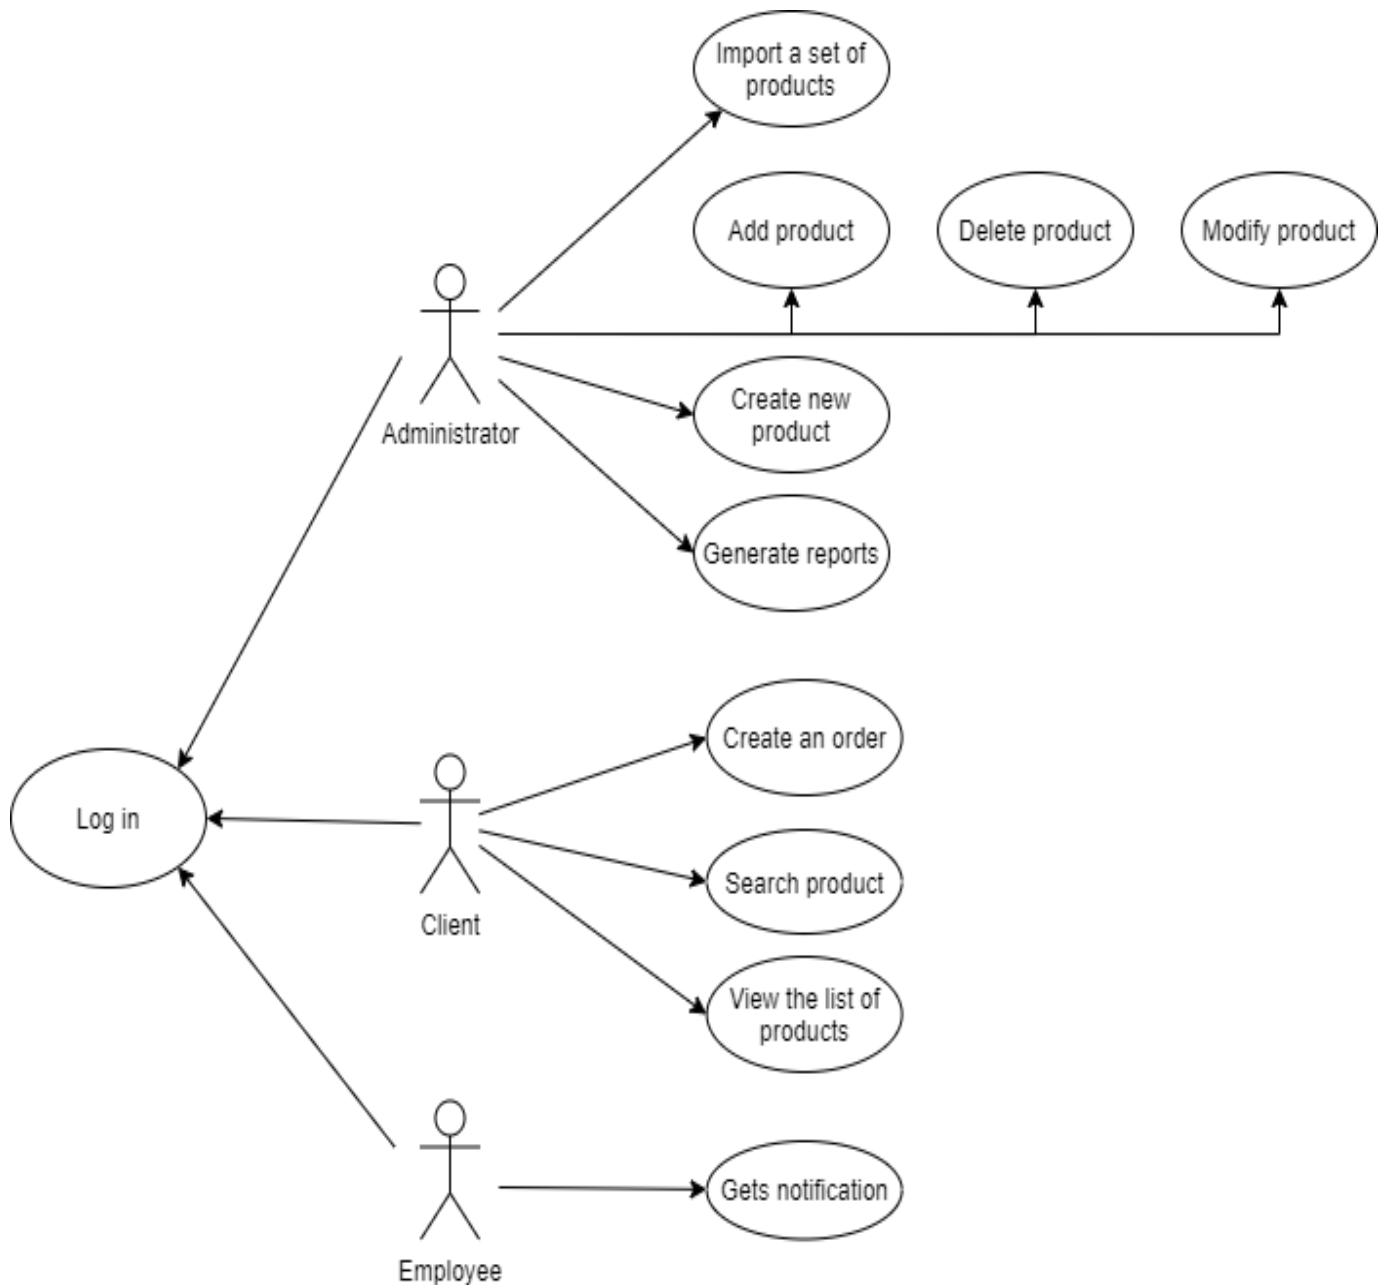 Import a set of
products
Add product
Delete product
Modify product
Administrator
Create new
product
Generate reports
Log in
Create an order
Client
Search product
View the list of
products
Employee
Gets notification